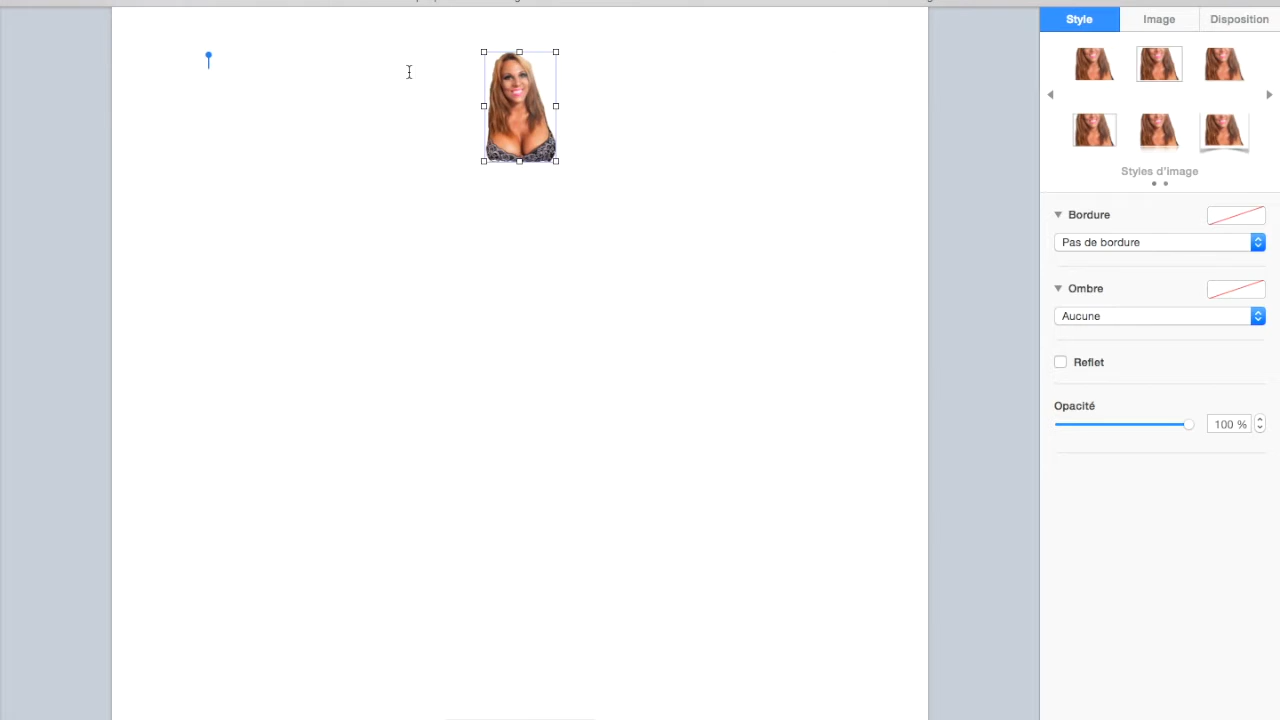 Style Image Disposition
Styles d'image
Bordure
Pas de bordure
Ombre
Aucune
Reflet
Opacité
100 %